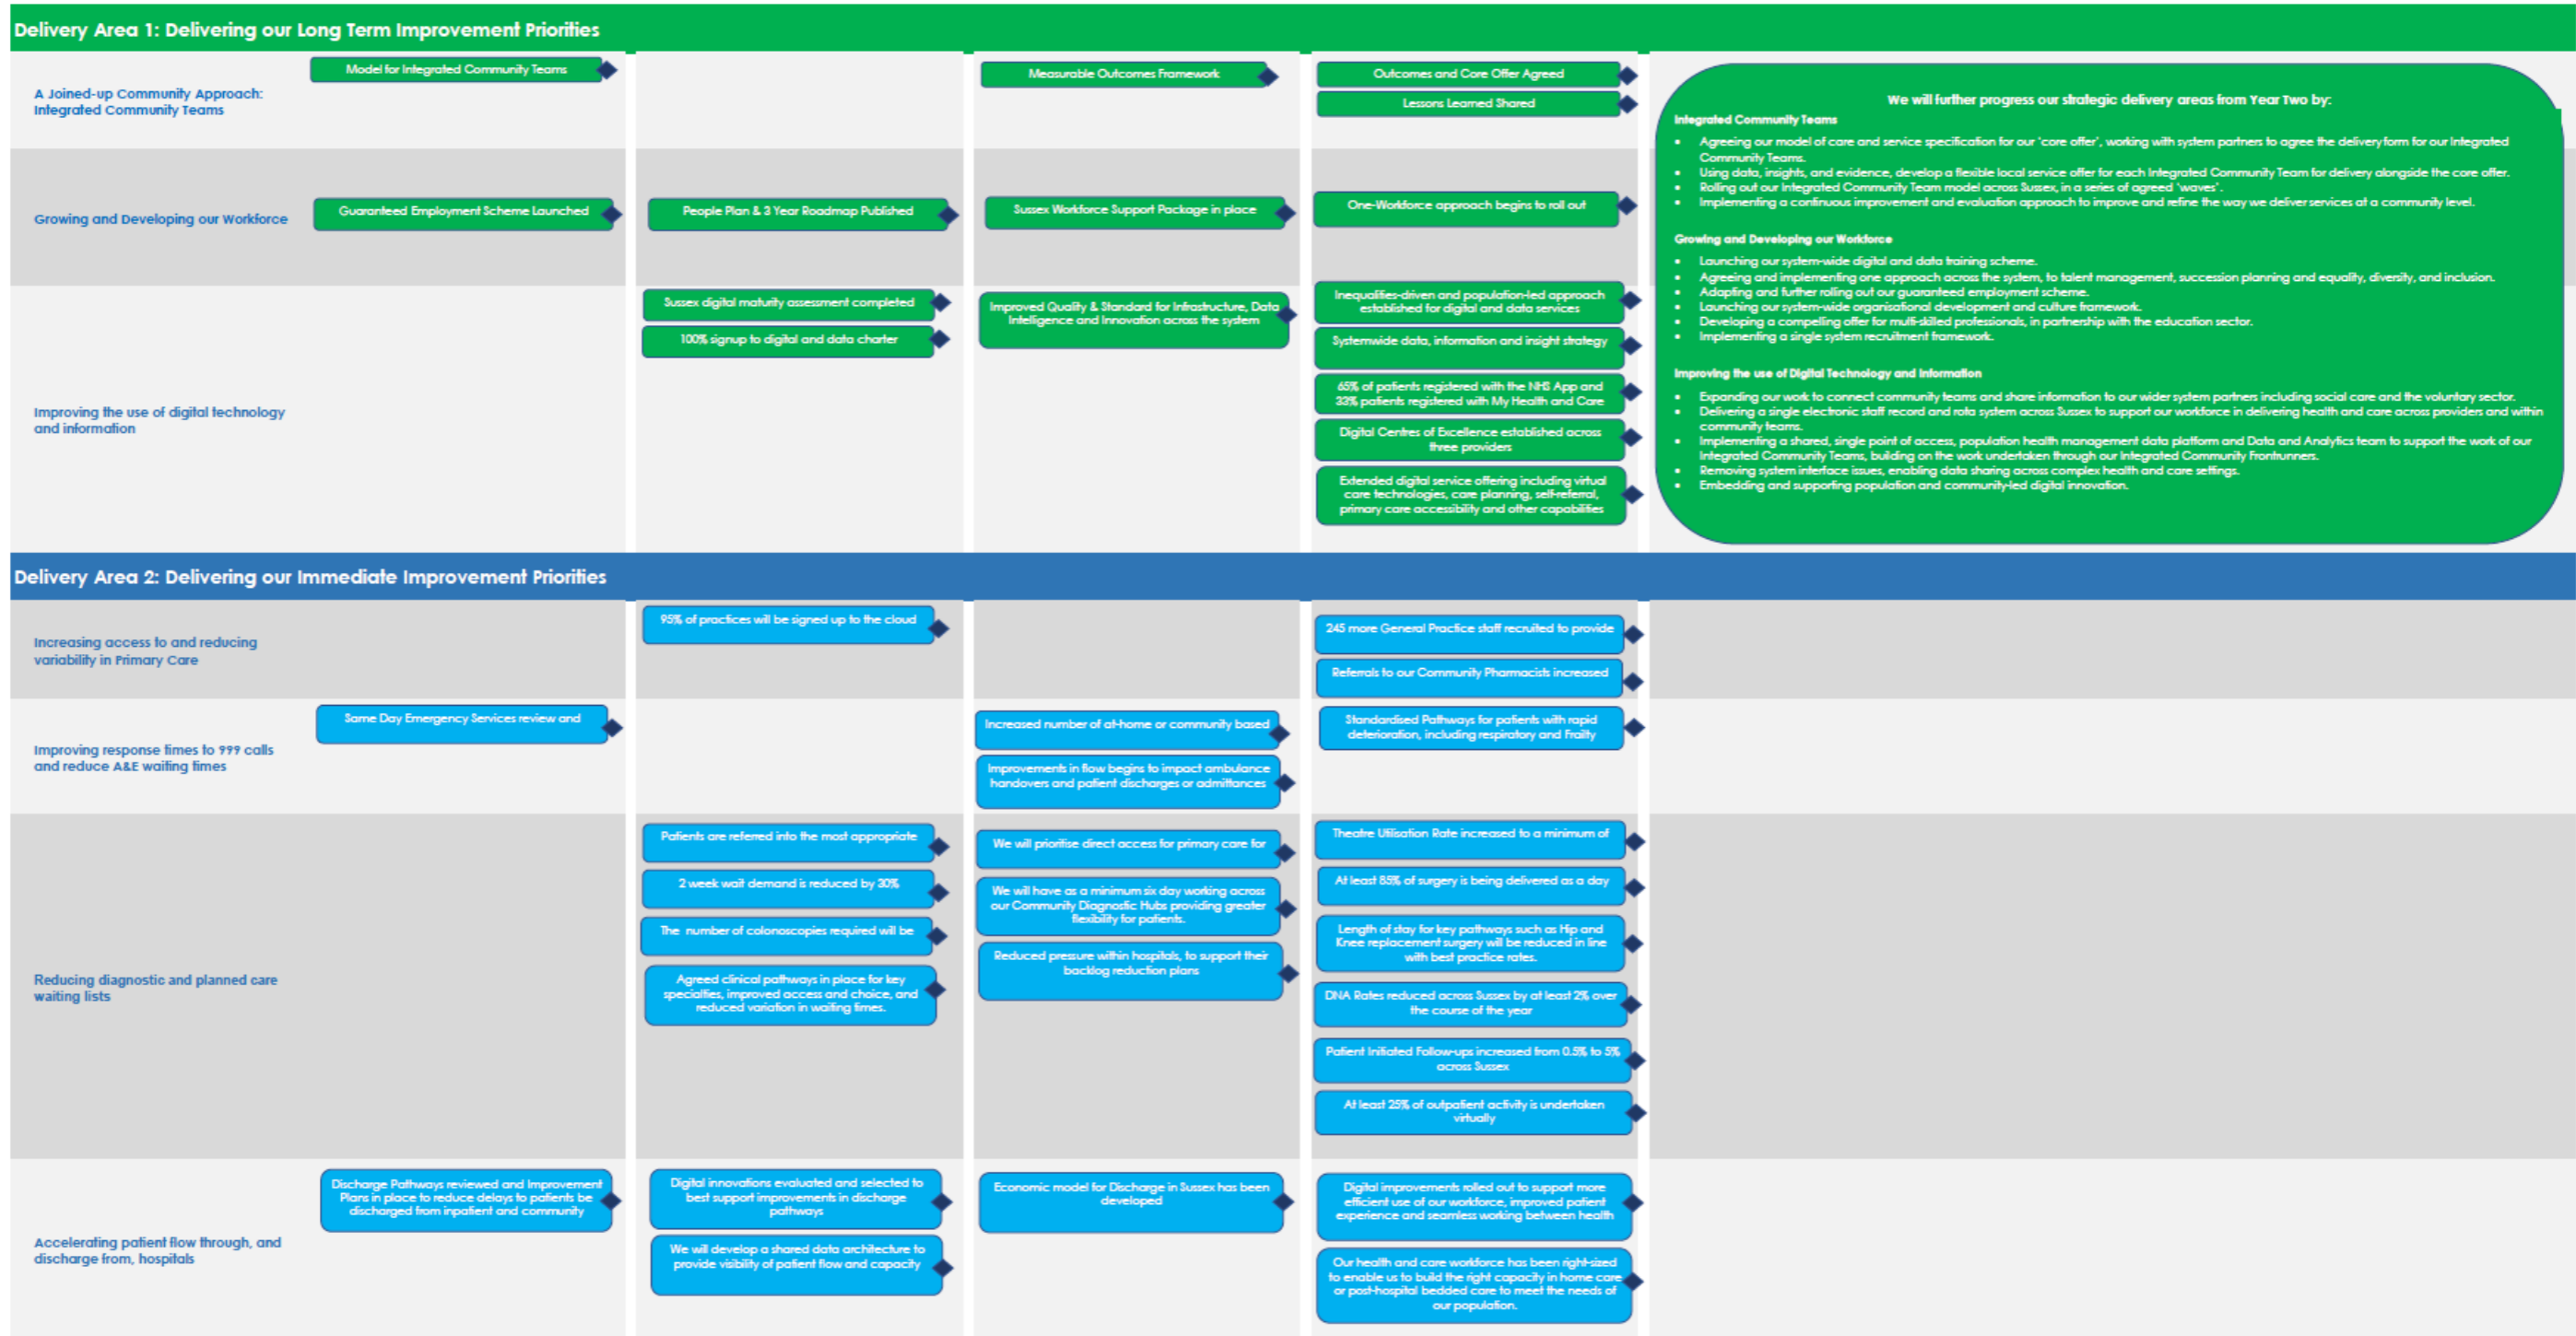 Delivery Area 1: Delivering our Long Term Improvement Priorities
A Joined-up Community Approach:
Integrated Community Teams
Model for Integrated Community Teams
Measurable Outcomes Framework
Outcomes and Core Offer Agreed
Lessons Learned Shared
Growing and Developing our Workforce
Guaranteed Employment Scheme Launched
People Plan & 3 Year Roadmap Published
Sussex Workforce Support Package in place
One-Workforce approach begins to roll out
Improving the use of digital technology
and information
Sussex digital maturity assessment completed
100% signup to digital and data charter
Improved Quality & Standard for Infrastructure, Data
Intelligence and Innovation across the system
Inequalities-driven and population-led approach
established for digital and data services
Systemwide data, information and insight strategy
65% of patients registered with the NHS App and
33% patients registered with My Health and Care
Digital Centres of Excellence established across
three providers
Extended digital service offering including virtual
care technologies, care planning, self-referral,
primary care accessibility and other capabilities
We will further progress our strategic delivery areas from Year Two by:
Integrated Community Teams
• Agreeing our model of care and service specification for our 'core offer', working with system partners to agree the delivery form for our Integrated
Community Teams.
• Using data, insights, and evidence, develop a flexible local service offer for each Integrated Community Team for delivery alongside the core offer.
• Rolling out our Integrated Community Team model across Sussex, in a series of agreed 'waves'.
• Implementing a continuous improvement and evaluation approach to improve and refine the way we deliver services at a community level.
Growing and Developing our Workforce
• Launching our system-wide digital and data training scheme.
• Agreeing and implementing one approach across the system, to talent management, succession planning and equality, diversity, and inclusion.
• Adapting and further rolling out our guaranteed employment scheme.
• Launching our system-wide organisational development and culture framework.
• Developing a compelling offer for multi-skilled professionals, in partnership with the education sector.
• Implementing a single system recruitment framework.
Improving the use of Digital Technology and Information
• Expanding our work to connect community teams and share information to our wider system partners including social care and the voluntary sector.
• Delivering a single electronic staff record and rota system across Sussex to support our workforce in delivering health and care across providers and within
community teams.
• Implementing a shared, single point of access, population health management data platform and Data and Analytics team to support the work of our
Integrated Community Teams, building on the work undertaken through our Integrated Community Frontrunners.
• Removing system interface issues, enabling data sharing across complex health and care settings.
• Embedding and supporting population and community-led digital innovation.
Delivery Area 2: Delivering our Immediate Improvement Priorities
Increasing access to and reducing
variability in Primary Care
95% of practices will be signed up to the cloud
245 more General Practice staff recruited to provide
Referrals to our Community Pharmacists increased
Improving response times to 999 calls
and reduce A&E waiting times
Same Day Emergency Services review and
Increased number of at-home or community based
Improvements in flow begins to impact ambulance
handovers and patient discharges or admittances
Standardised Pathways for patients with rapid
deterioration, including respiratory and Frailty
Reducing diagnostic and planned care
waiting lists
Patients are referred into the most appropriate
2 week wait demand is reduced by 30%
The number of colonoscopies required will be
Agreed clinical pathways in place for key
specialties, improved access and choice, and
reduced variation in waiting times.
We will prioritise direct access for primary care for
We will have as a minimum six day working across
our Community Diagnostic Hubs providing greater
flexibility for patients.
Reduced pressure within hospitals, to support their
backlog reduction plans
Theatre Utilisation Rate increased to a minimum of
At least 85% of surgery is being delivered as a day
Length of stay for key pathways such as Hip and
Knee replacement surgery will be reduced in line
with best practice rates.
DNA Rates reduced across Sussex by at least 2% over
the course of the year
Patient Initiated Follow-ups increased from 0.5% to 5%
across Sussex
At least 25% of outpatient activity is undertaken
virtually
Accelerating patient flow through, and
discharge from, hospitals
Discharge Pathways reviewed and Improvement
Plans in place to reduce delays to patients be
discharged from inpatient and community
Digital innovations evaluated and selected to
best support improvements in discharge
pathways
We will develop a shared data architecture to
provide visibility of patient flow and capacity
Economic model for Discharge in Sussex has been
developed
Digital improvements rolled out to support more
efficient use of our workforce, improved patient
experience and seamless working between health
Our health and care workforce has been right-sized
to enable us to build the right capacity in home care
or post-hospital bedded care to meet the needs of
our population.